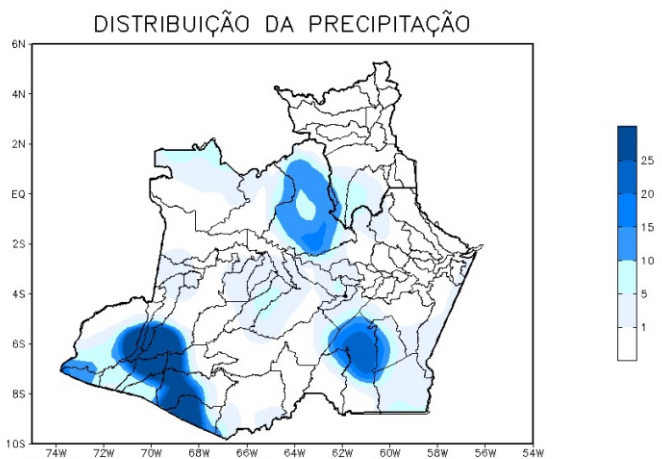 DISTRIBUIÇÃO DA PRECIPITAÇÃO
6N
4N
2N
EQ
2S
4S
6S
8S
10S
74W 72W 70W 68W 66W 64W 62W 60W 58W 56W 54W
25
20
15
10
5
1